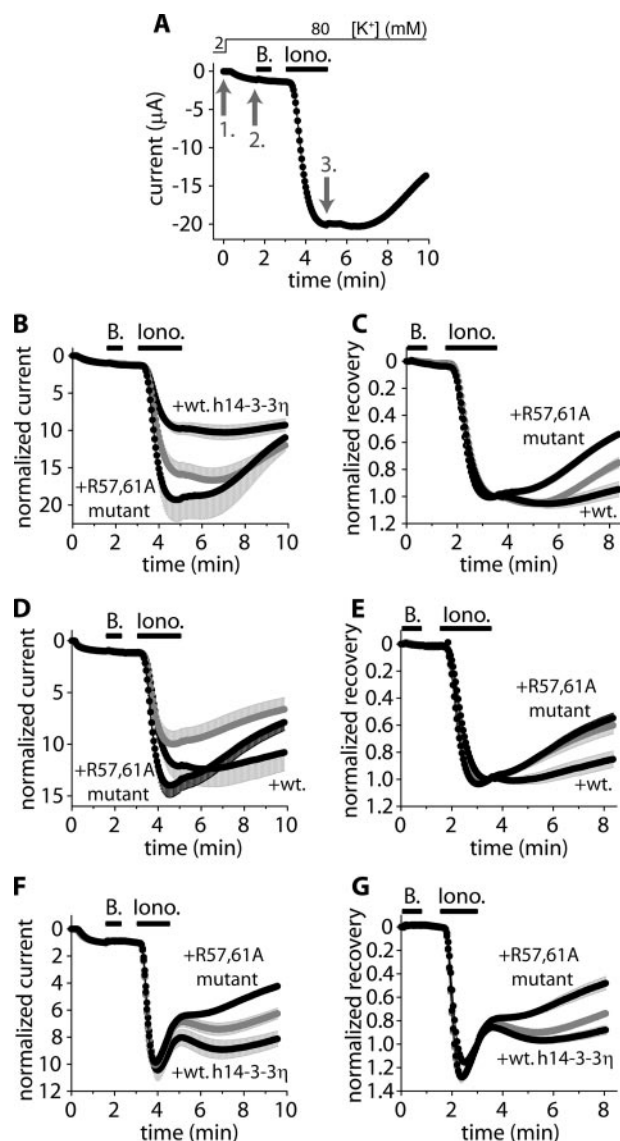 A
2 80 [K⁺] (mM)
B. Iono.
0
-5
-10
-15
-20
current (µA)
1.
2.
3.
0 2 4 6 8 10
time (min)
B
B. Iono.
0
5
10
15
20
normalized current
+wt. h14-3-3η
+R57,61A
mutant
0 2 4 6 8 10
time (min)
C
B. Iono.
0
0.2
0.4
0.6
0.8
1.0
1.2
normalized recovery
+R57,61A
mutant
+wt.
0 2 4 6 8
time (min)
D
B. Iono.
0
5
10
15
normalized current
+R57,61A
mutant
+wt.
0 2 4 6 8 10
time (min)
E
B. Iono.
0
0.2
0.4
0.6
0.8
1.0
1.2
normalized recovery
+R57,61A
mutant
+wt.
0 2 4 6 8
time (min)
F
B. Iono.
0
2
4
6
8
10
12
normalized current
+R57,61A
mutant
+wt. h14-3-3η
0 2 4 6 8 10
time (min)
G
B. Iono.
0
0.2
0.4
0.6
0.8
1.0
1.2
1.4
normalized recovery
+R57,61A
mutant
+wt. h14-3-3η
0 2 4 6 8
time (min)